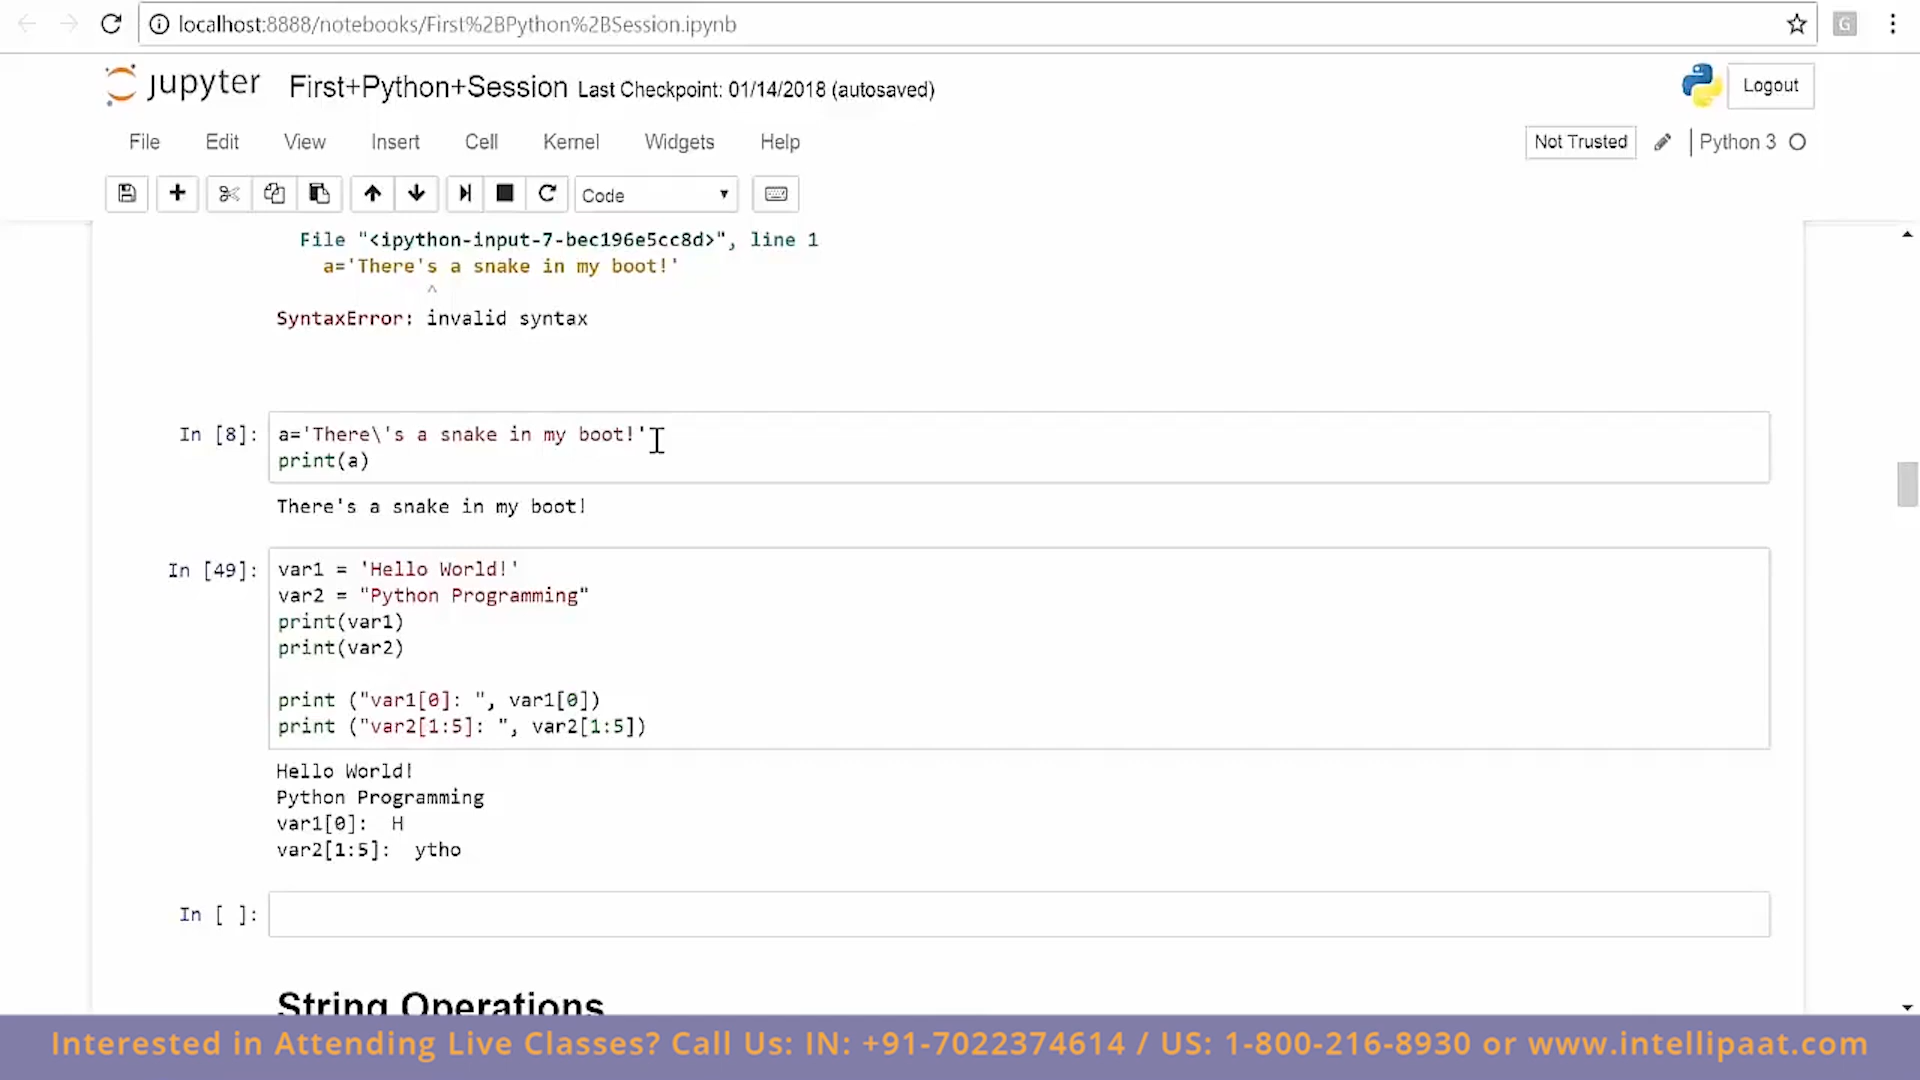 localhost:8888/notebooks/First%2BPython%2BSession.ipynb
G
jupyter First+Python+Session Last Checkpoint: 01/14/2018 (autosaved)
Logout
File Edit View Insert Cell Kernel Widgets Help
Not Trusted Python 3
Code
File "<ipython-input-7-bec196e5cc8d>", line 1
a='There's a snake in my boot!'
^
SyntaxError: invalid syntax
In [8]: a='There\'s a snake in my boot!'
print(a)
There's a snake in my boot!
In [49]: var1 = 'Hello World!'
var2 = "Python Programming"
print(var1)
print(var2)
print ("var1[0]: ", var1[0])
print ("var2[1:5]: ", var2[1:5])
Hello World!
Python Programming
var1[0]:  H
var2[1:5]:  ytho
In [ ]:
String Operations
Interested in Attending Live Classes? Call Us: IN: +91-7022374614 / US: 1-800-216-8930 or www.intellipaat.com